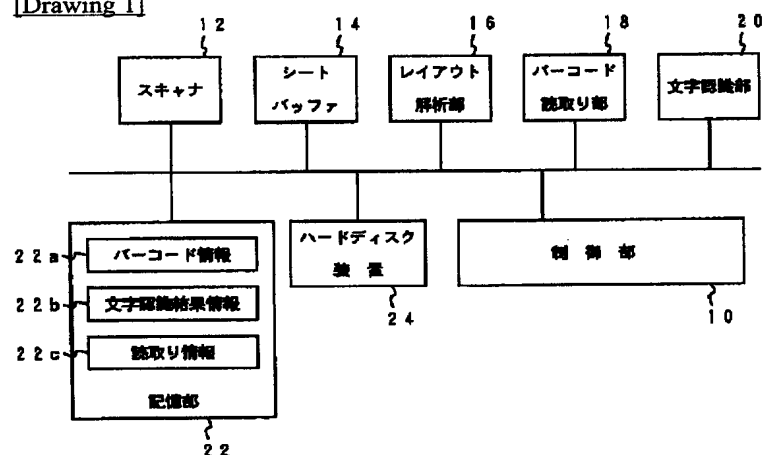 [Drawing 1]
12
14
16
18
20
スキャナ
シート
バッファ
レイアウト
解析部
バーコード
読取り部
文字認識部
22a
バーコード情報
22b
文字認識結果情報
22c
読取り情報
記憶部
22
ハードディスク
装置
24
制御部
10